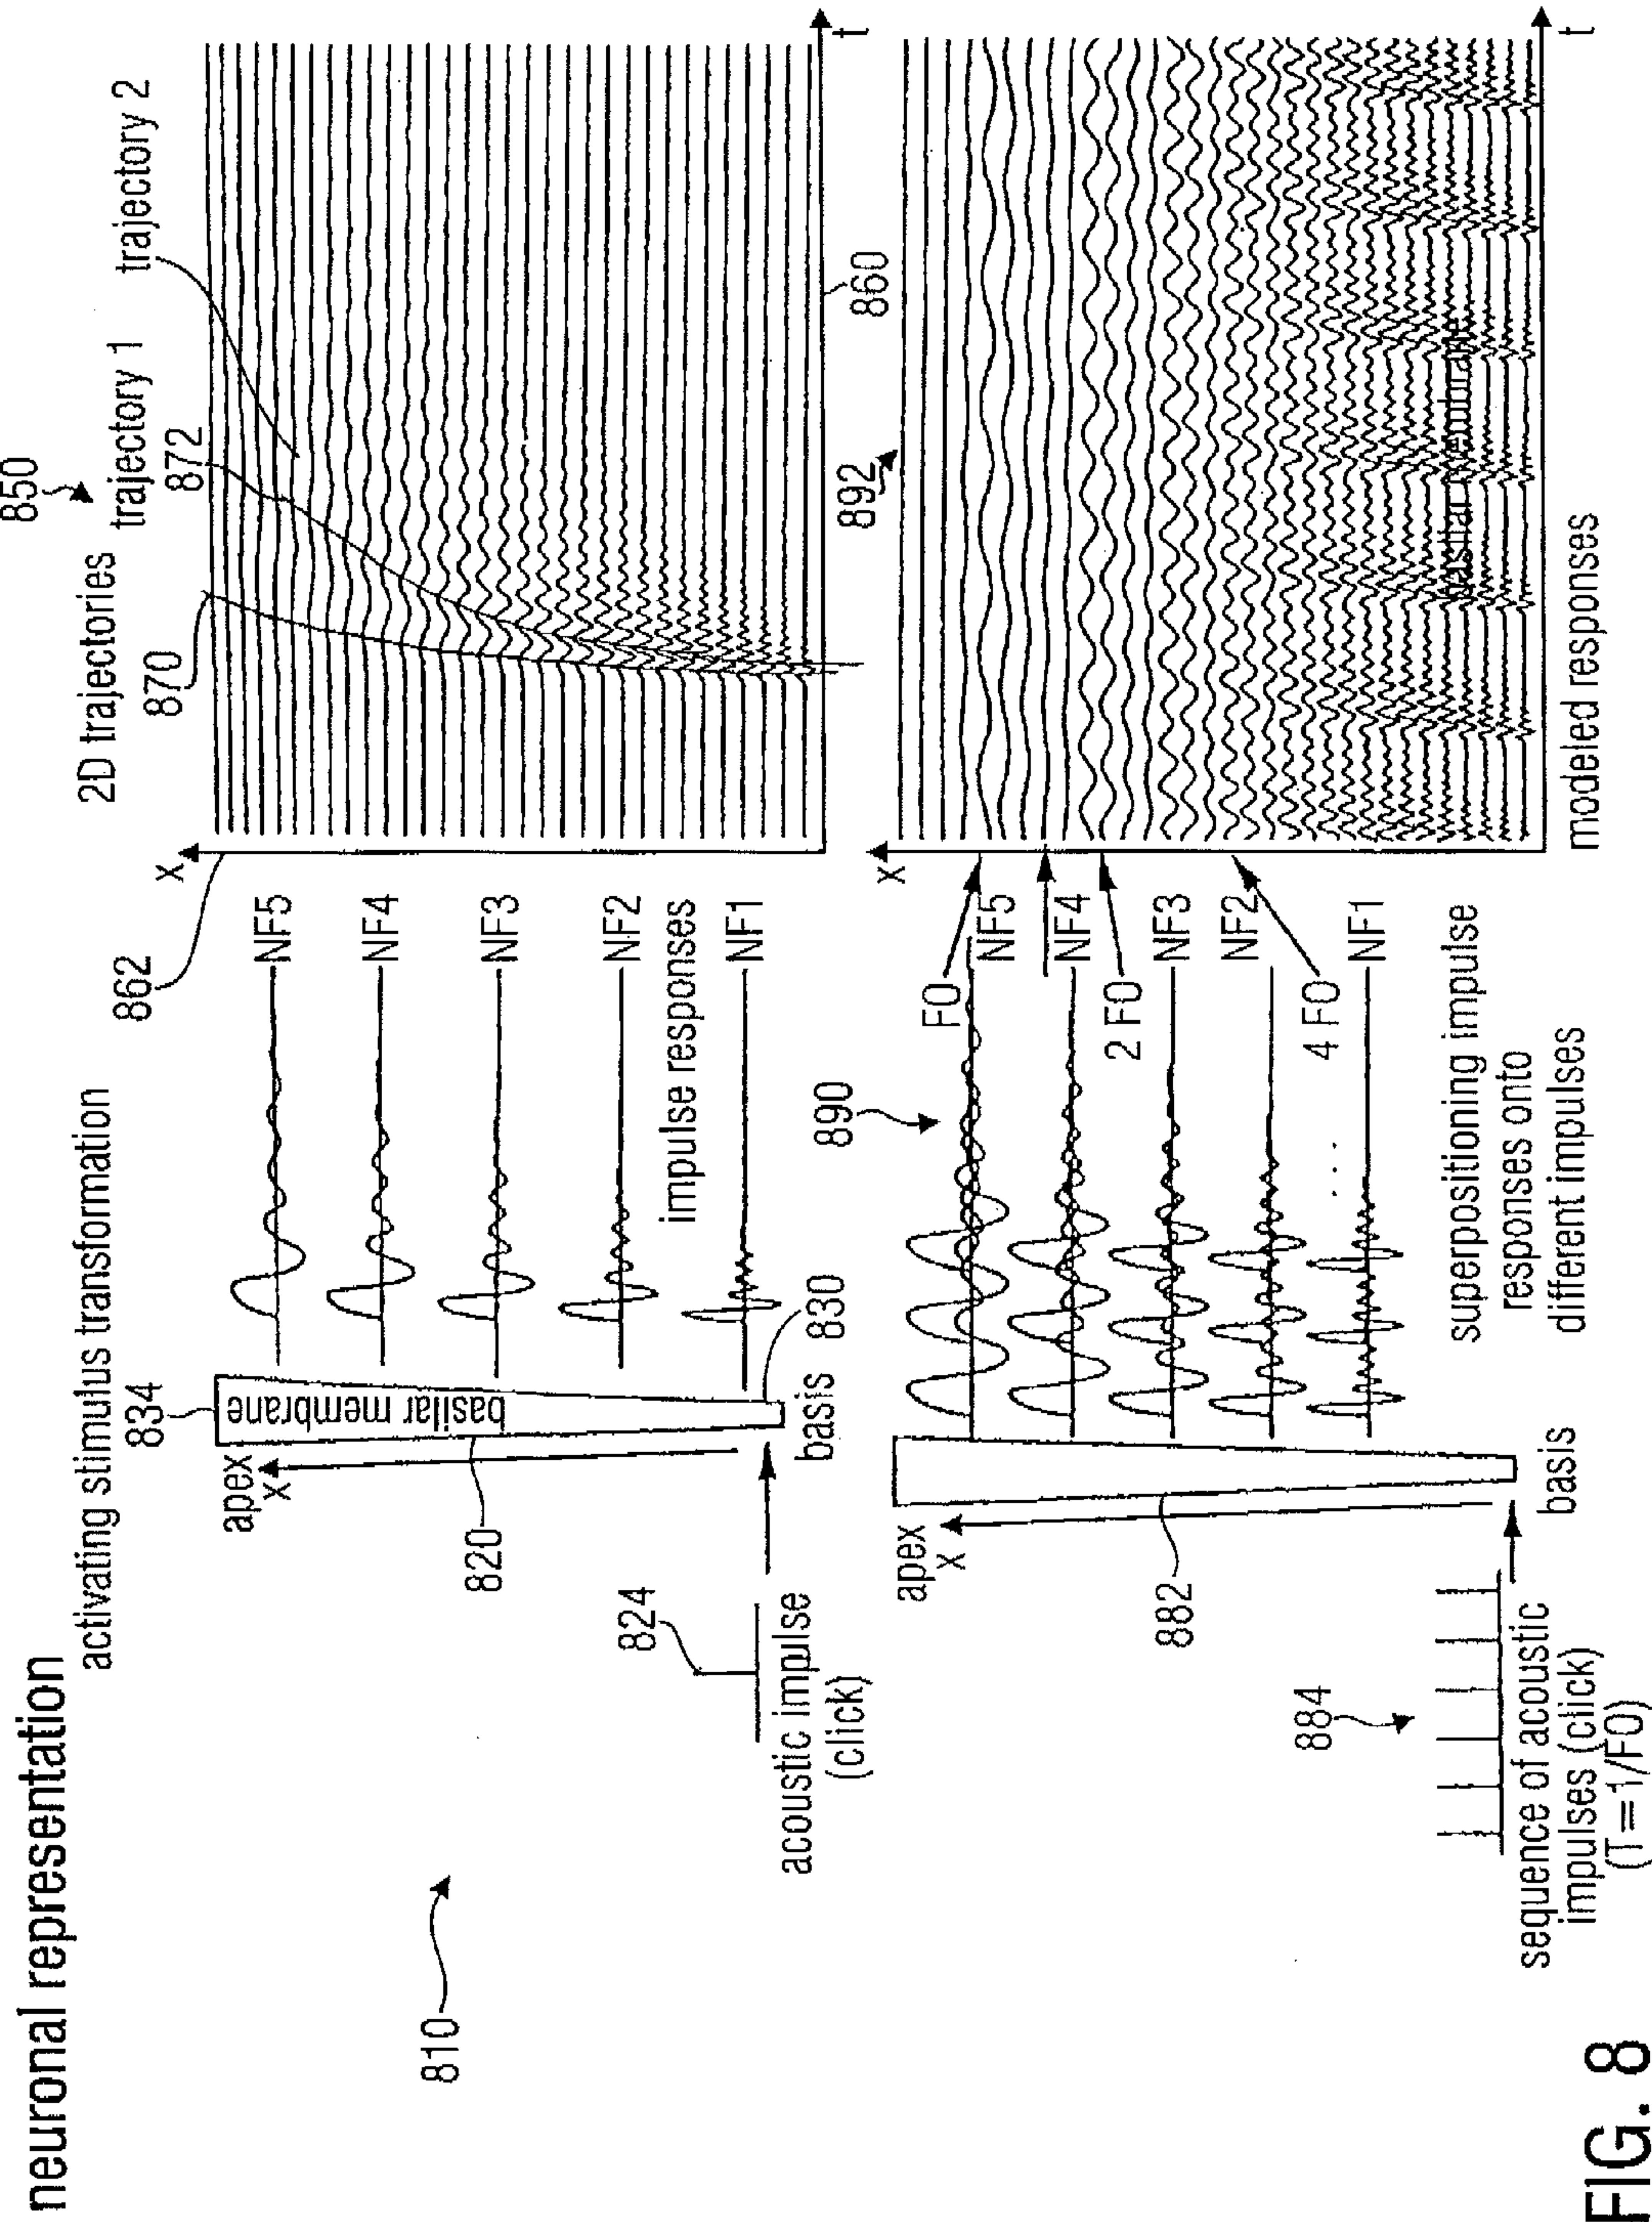 neuronal representation
activating stimulus transformation
2D trajectories
850
trajectory 1
trajectory 2
870
872
862
x
t
860
834
apex
x
basilar membrane
820
830
basis
824
acoustic impulse
(click)
810
NF5
NF4
NF3
NF2
impulse responses
NF1
892
x
t
890
F0
NF5
NF4
2 F0
NF3
NF2
4 F0
NF1
...
apex
x
882
basis
884
sequence of acoustic
impulses (click)
(T=1/F0)
superpositioning impulse
responses onto
different impulses
basilar membrane
modeled responses
FIG. 8